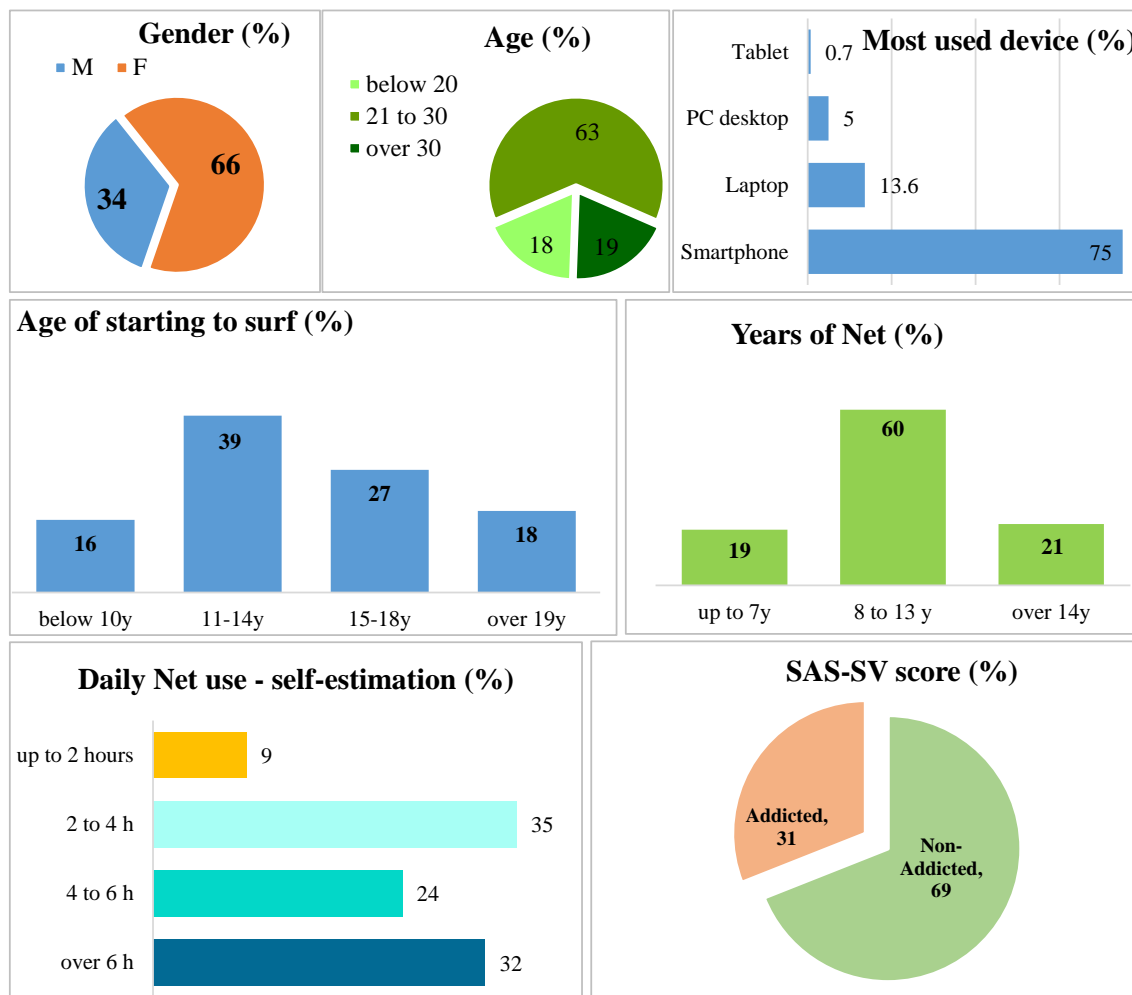 Gender (%)
M F
34
66
Age (%)
below 20
21 to 30
over 30
63
18
19
Most used device (%)
Tablet 0.7
PC desktop 5
Laptop 13.6
Smartphone 75
Age of starting to surf (%)
16
39
27
18
below 10y 11-14y 15-18y over 19y
Years of Net (%)
19
60
21
up to 7y 8 to 13 y over 14y
Daily Net use - self-estimation (%)
up to 2 hours 9
2 to 4 h 35
4 to 6 h 24
over 6 h 32
SAS-SV score (%)
Addicted,
31
Non-
Addicted,
69